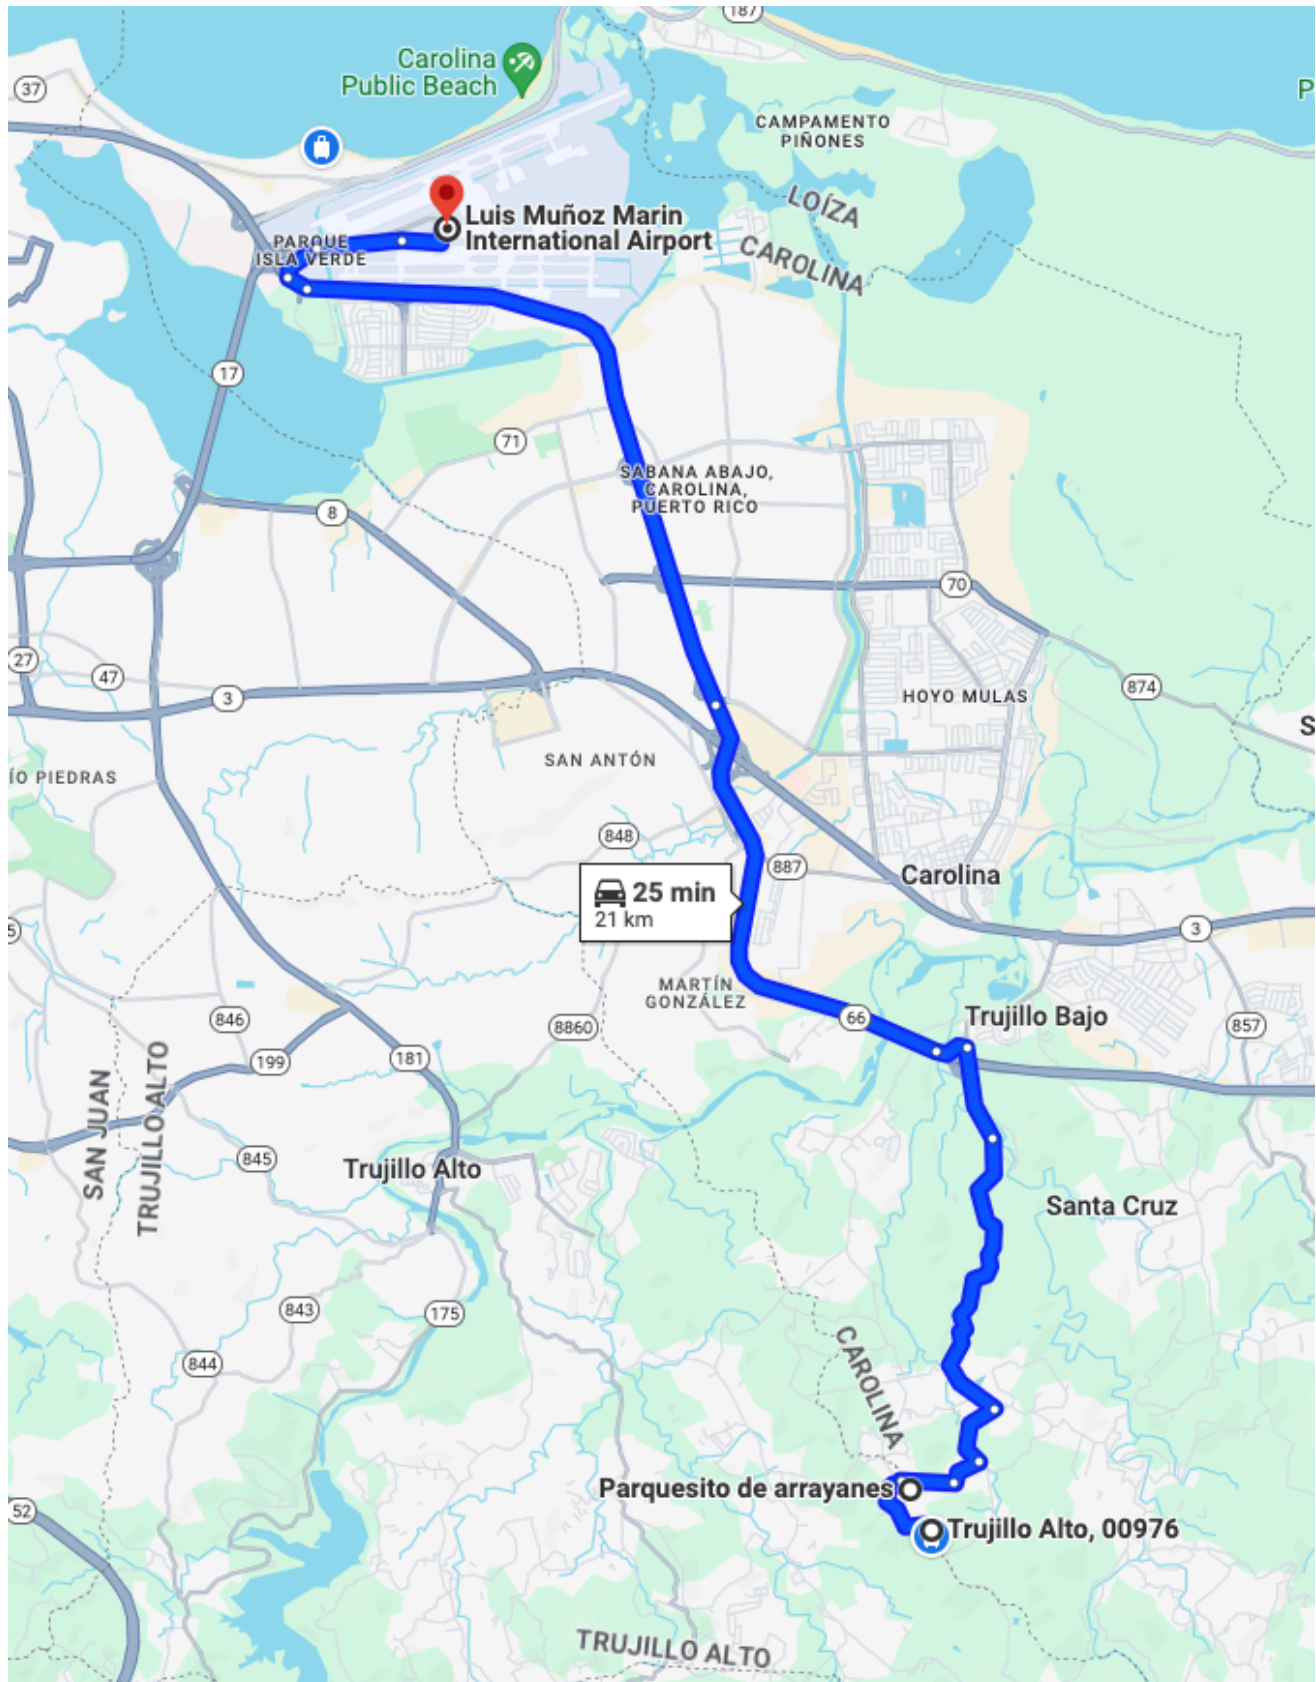 187
Carolina
Public Beach
37
P
CAMPAMENTO
PIÑONES
LOÍZA
CAROLINA
Luis Muñoz Marin
International Airport
PARQUE
ISLA VERDE
17
71
SABANA ABAJO,
CAROLINA,
PUERTO RICO
8
70
27
47
3
874
HOYO MULAS
S
SAN ANTÓN
ÍO PIEDRAS
848
887
Carolina
25 min
21 km
3
5
MARTÍN
GONZÁLEZ
846
8860
66
Trujillo Bajo
857
199
181
SAN JUAN
TRUJILLO ALTO
845
Trujillo Alto
Santa Cruz
843
175
844
CAROLINA
Parquesito de arrayanes
52
Trujillo Alto, 00976
TRUJILLO ALTO